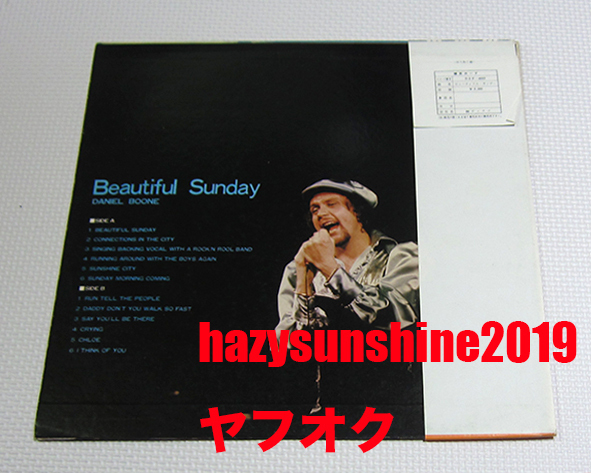 Beautiful Sunday
DANIEL BOONE
■SIDE A
1 BEAUTIFUL SUNDAY
2 CONNECTIONS IN THE CITY
3 SINGING BACKING VOCAL WITH A ROCK'N ROLL BAND
4 RUNNING AROUND WITH THE BOYS AGAIN
5 SUNSHINE CITY
6 SUNDAY MORNING COMING
■SIDE B
1 RUN TELL THE PEOPLE
2 DADDY DON'T YOU WALK SO FAST
3 SAY YOU'LL BE THERE
4 CRYING
5 CHLOE
6 I THINK OF YOU
hazysunshine2019
ヤフオク